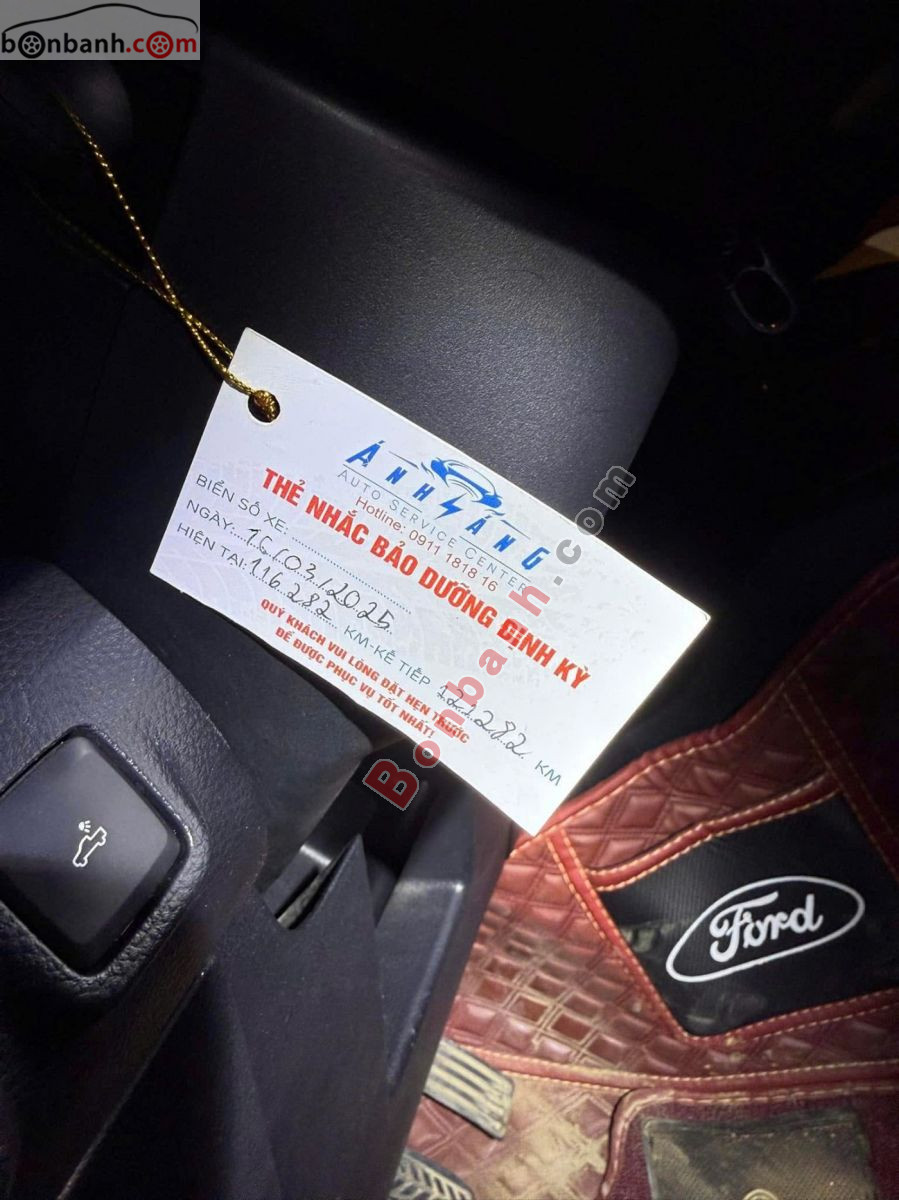 bonbanh.com
ÁNH SÁNG
AUTO SERVICE CENTER
Hotline: 0911 1818 16
THẺ NHẮC BẢO DƯỠNG ĐỊNH KỲ
BIỂN SỐ XE:
NGÀY: 16/03/2025
HIỆN TẠI: 116.282 KM-KẾ TIẾP 121282 KM
QUÝ KHÁCH VUI LÒNG ĐẶT HẸN TRƯỚC
ĐỂ ĐƯỢC PHỤC VỤ TỐT NHẤT!
Bonbanh.com
Ford